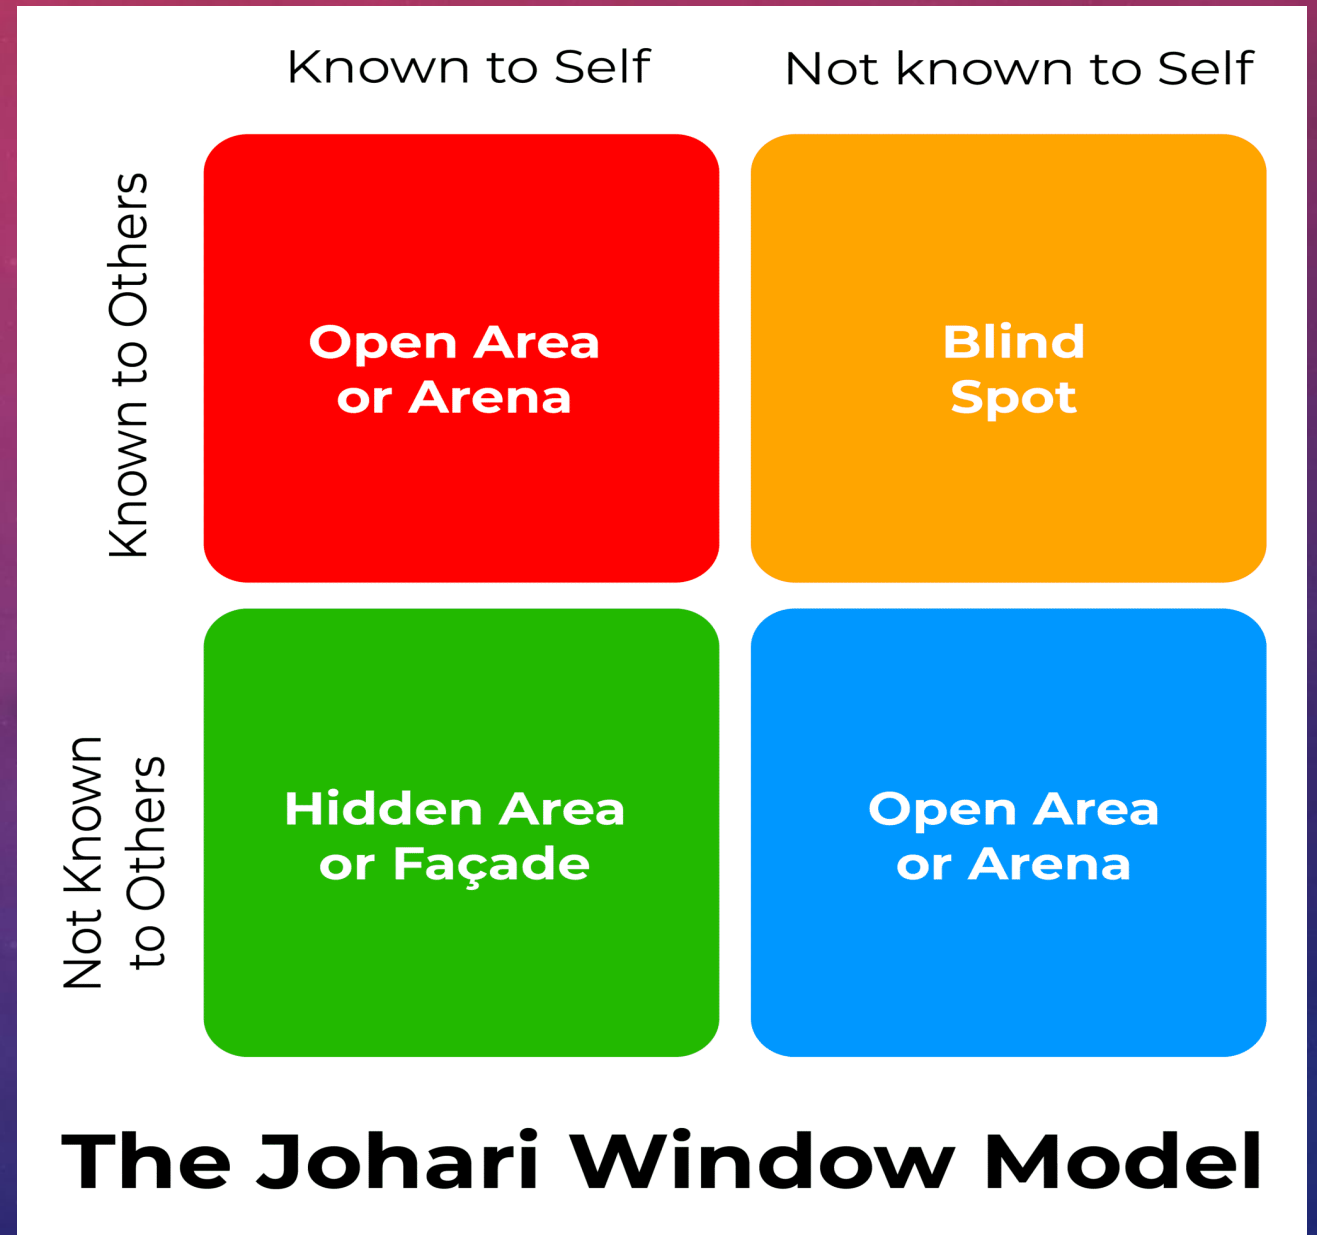 Known to Self
Not known to Self
Known to Others
Open Area
or Arena
Blind
Spot
Not Known
to Others
Hidden Area
or Façade
Open Area
or Arena
The Johari Window Model